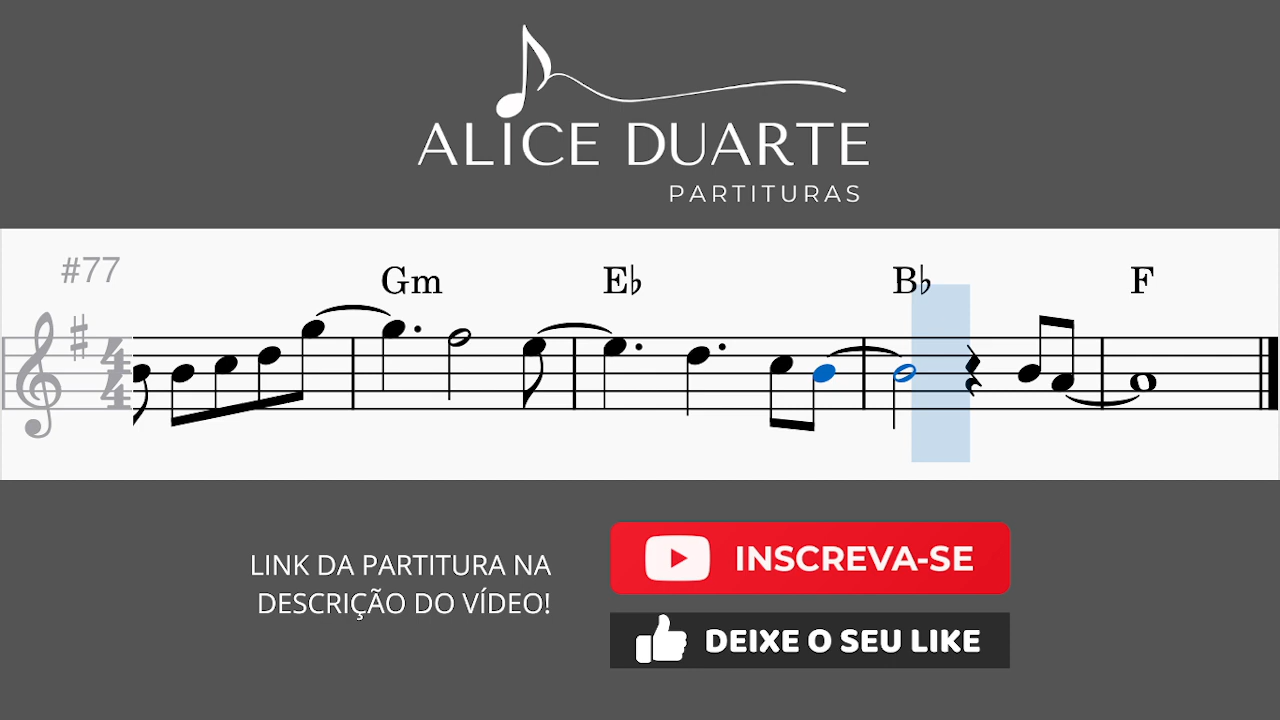 ALICE DUARTE
PARTITURAS
#77
Gm E♭ B♭ F
LINK DA PARTITURA NA
DESCRIÇÃO DO VÍDEO!
INSCREVA-SE
DEIXE O SEU LIKE